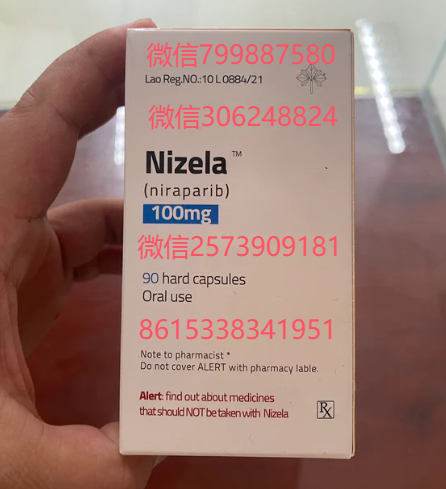 微信799887580
Lao Reg.NO.:10 L 0884/21
微信306248824
Nizela™
(niraparib)
100mg
微信2573909181
90 hard capsules
Oral use
8615338341951
Note to pharmacist *
Do not cover ALERT with pharmacy lable.
Alert: find out about medicines
that should NOT be taken with Nizela
Rx